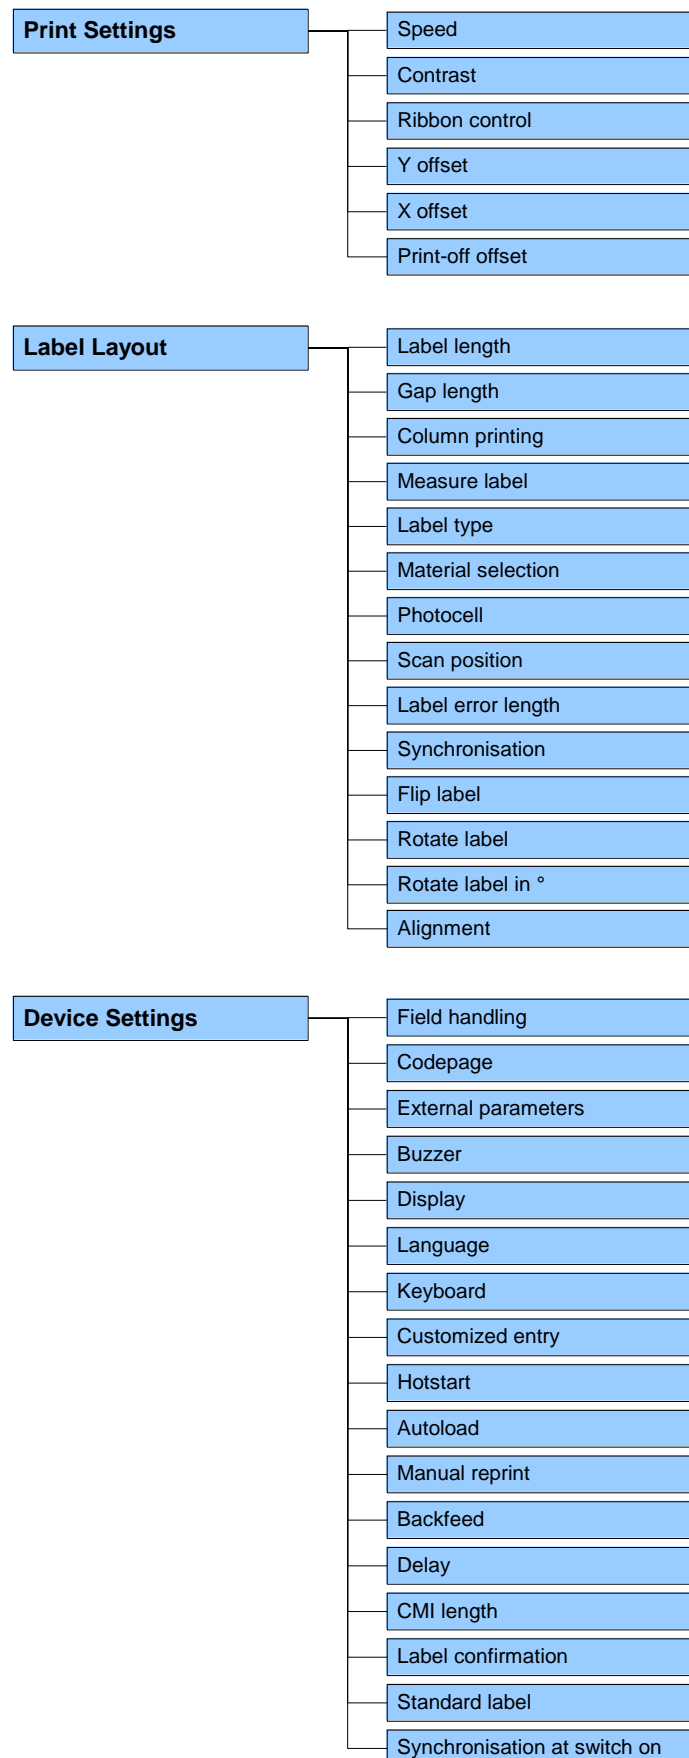 Print Settings
Speed
Contrast
Ribbon control
Y offset
X offset
Print-off offset
Label Layout
Label length
Gap length
Column printing
Measure label
Label type
Material selection
Photocell
Scan position
Label error length
Synchronisation
Flip label
Rotate label
Rotate label in °
Alignment
Device Settings
Field handling
Codepage
External parameters
Buzzer
Display
Language
Keyboard
Customized entry
Hotstart
Autoload
Manual reprint
Backfeed
Delay
CMI length
Label confirmation
Standard label
Synchronisation at switch on